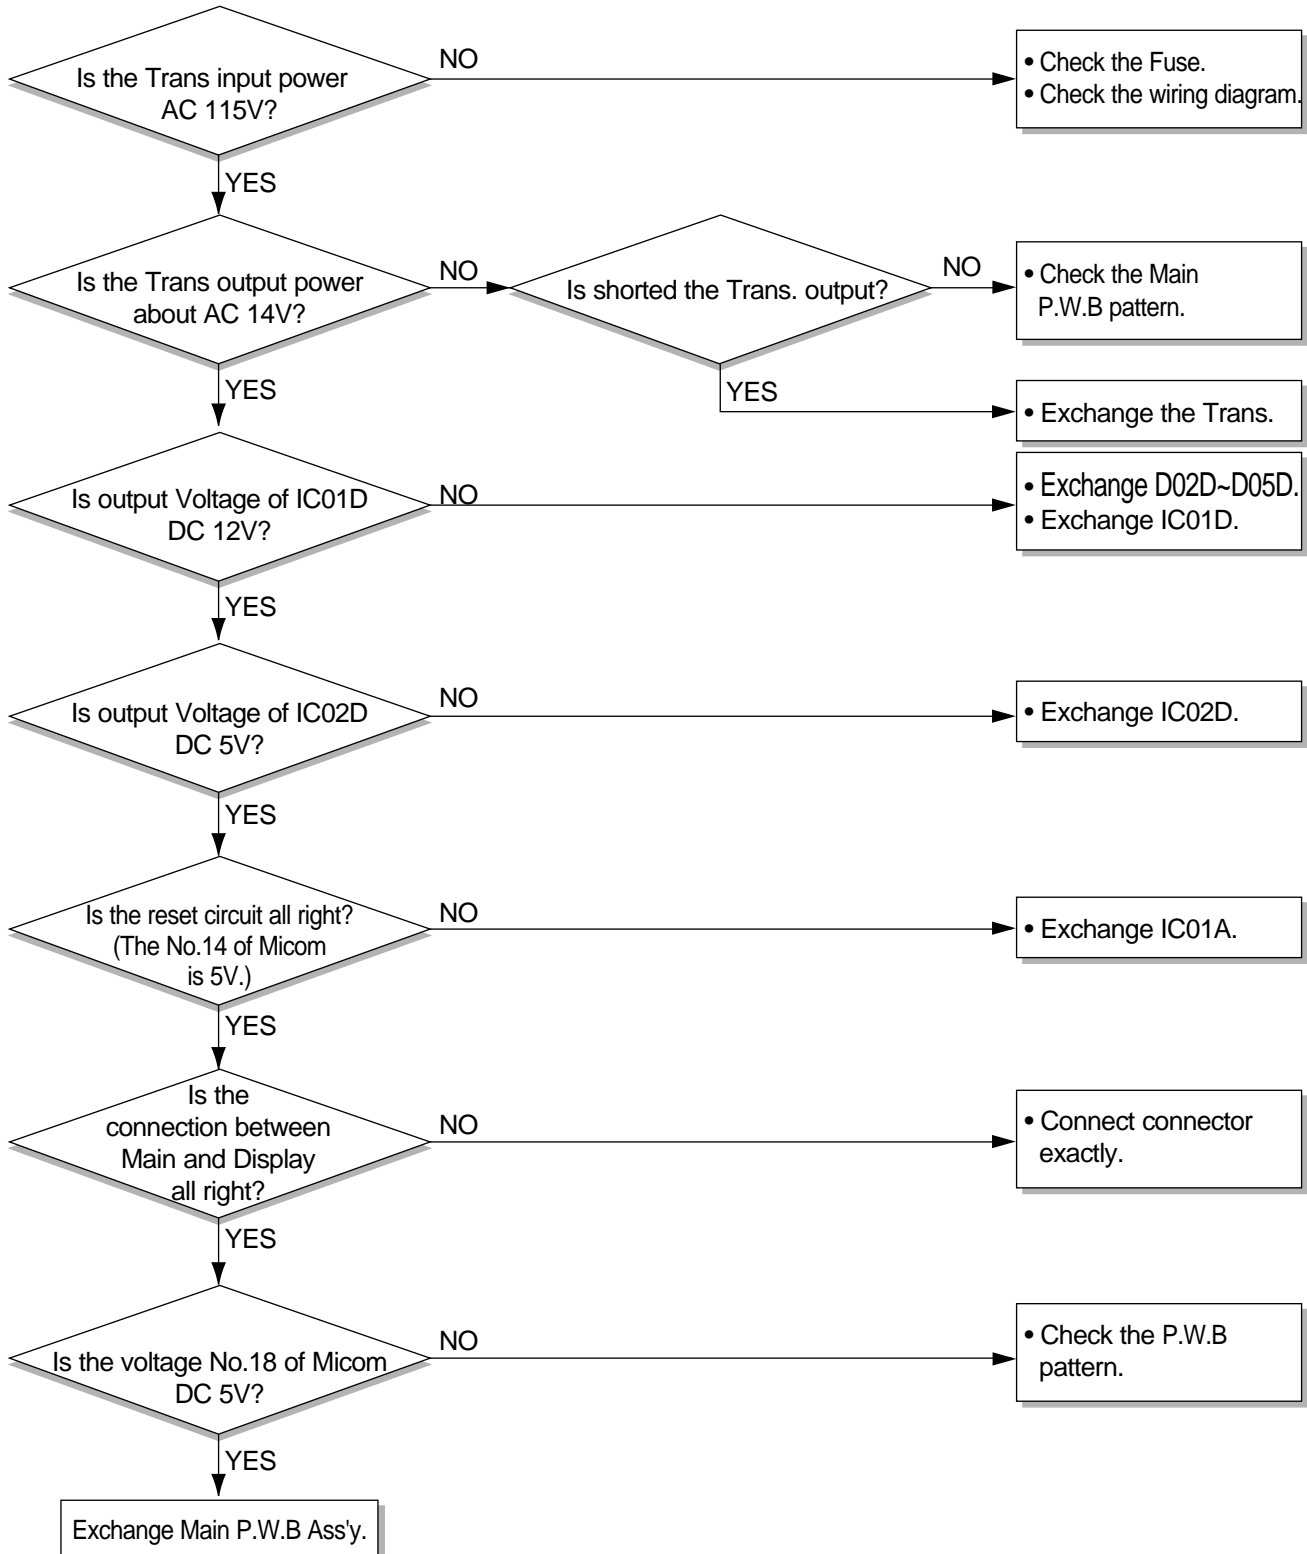 Is the Trans input power
AC 115V?
NO
• Check the Fuse.
• Check the wiring diagram.
YES
Is the Trans output power
about AC 14V?
NO
Is shorted the Trans. output?
NO
• Check the Main
P.W.B pattern.
YES
YES
• Exchange the Trans.
Is output Voltage of IC01D
DC 12V?
NO
• Exchange D02D~D05D.
• Exchange IC01D.
YES
Is output Voltage of IC02D
DC 5V?
NO
• Exchange IC02D.
YES
Is the reset circuit all right?
(The No.14 of Micom
is 5V.)
NO
• Exchange IC01A.
YES
Is the
connection between
Main and Display
all right?
NO
• Connect connector
exactly.
YES
Is the voltage No.18 of Micom
DC 5V?
NO
• Check the P.W.B
pattern.
YES
Exchange Main P.W.B Ass'y.